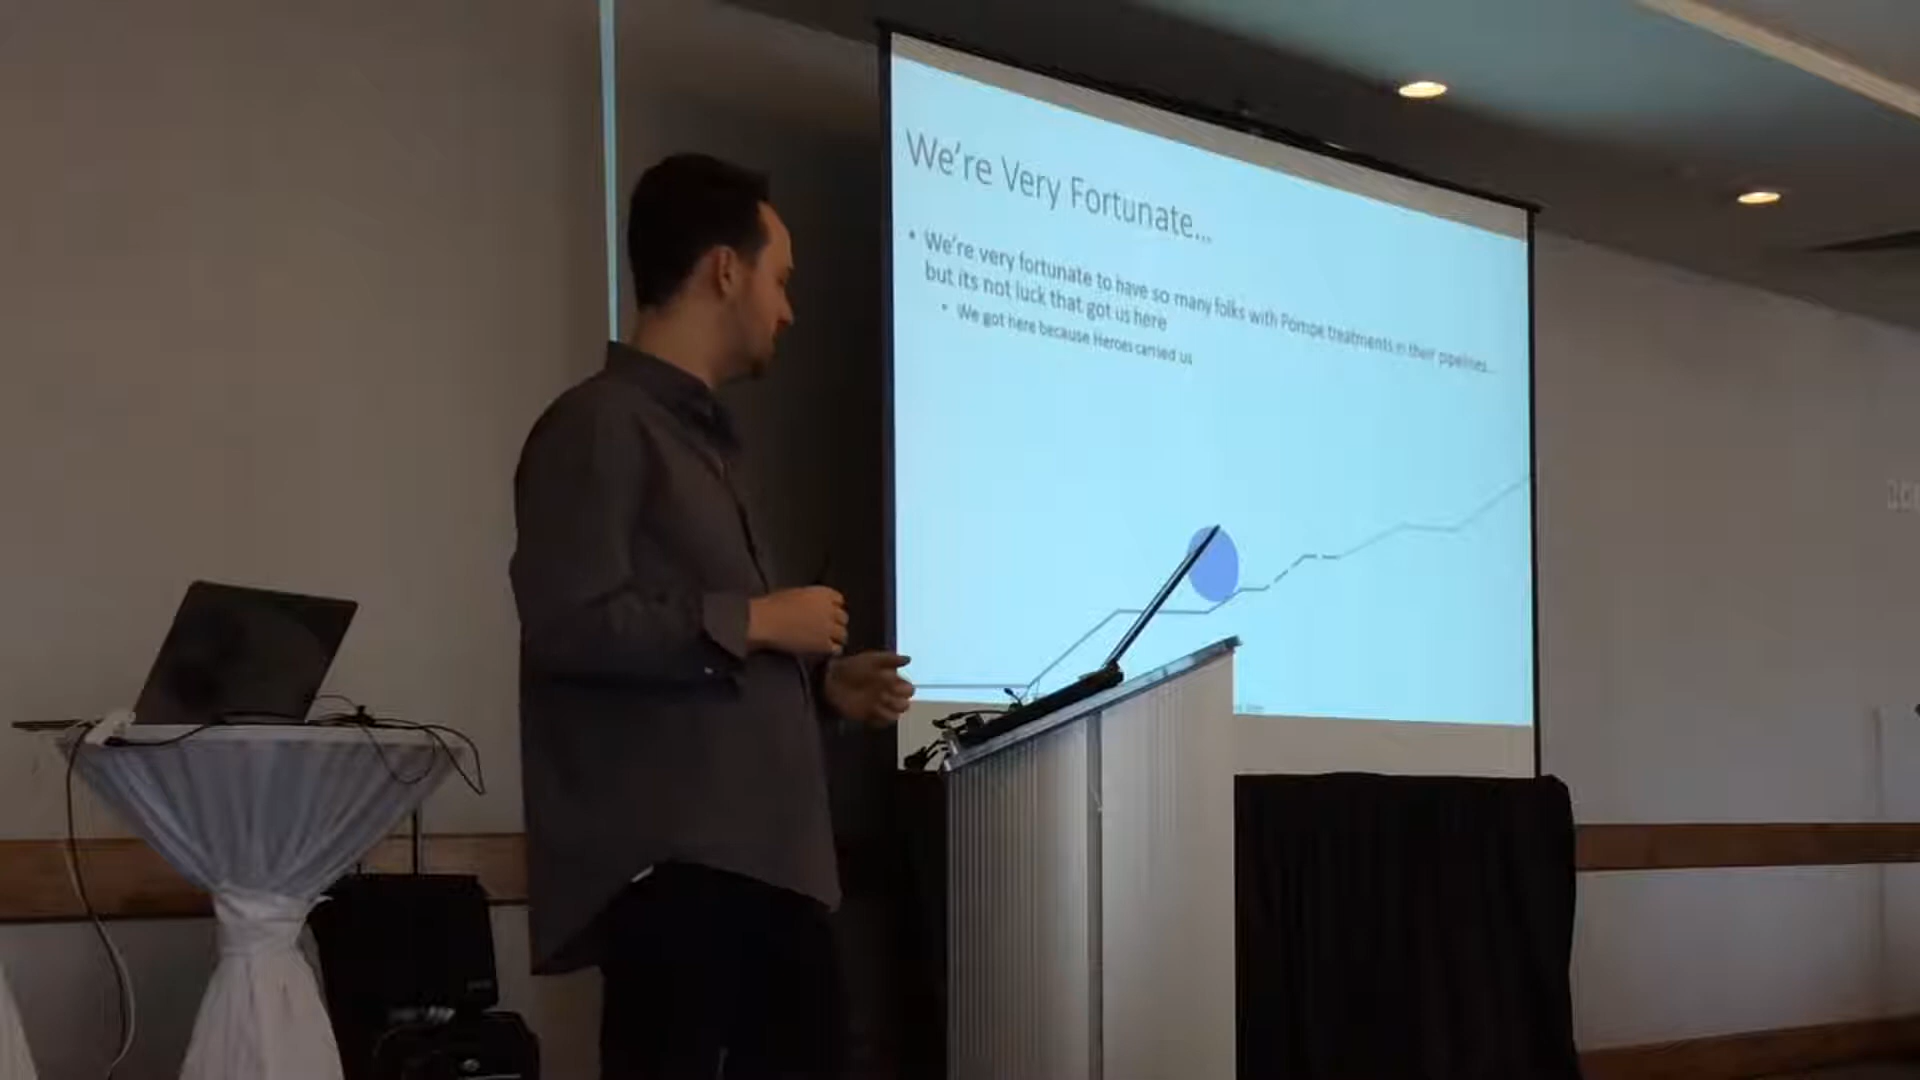 We're Very Fortunate...
• We're very fortunate to have so many folks with Pompe treatments in their pipelines...
but its not luck that got us here
• We got here because Heroes carried us